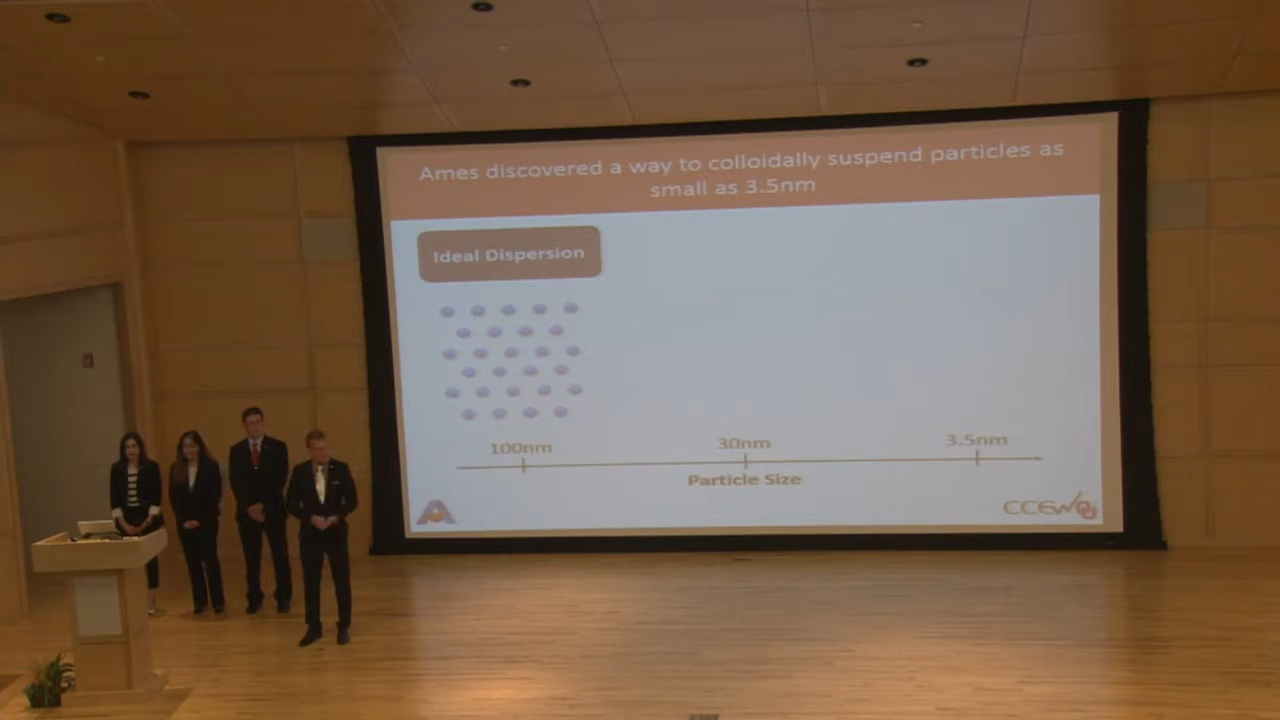 Ames discovered a way to colloidally suspend particles as
small as 3.5nm
Ideal Dispersion
100nm
30nm
3.5nm
Particle Size
CCEW
OU